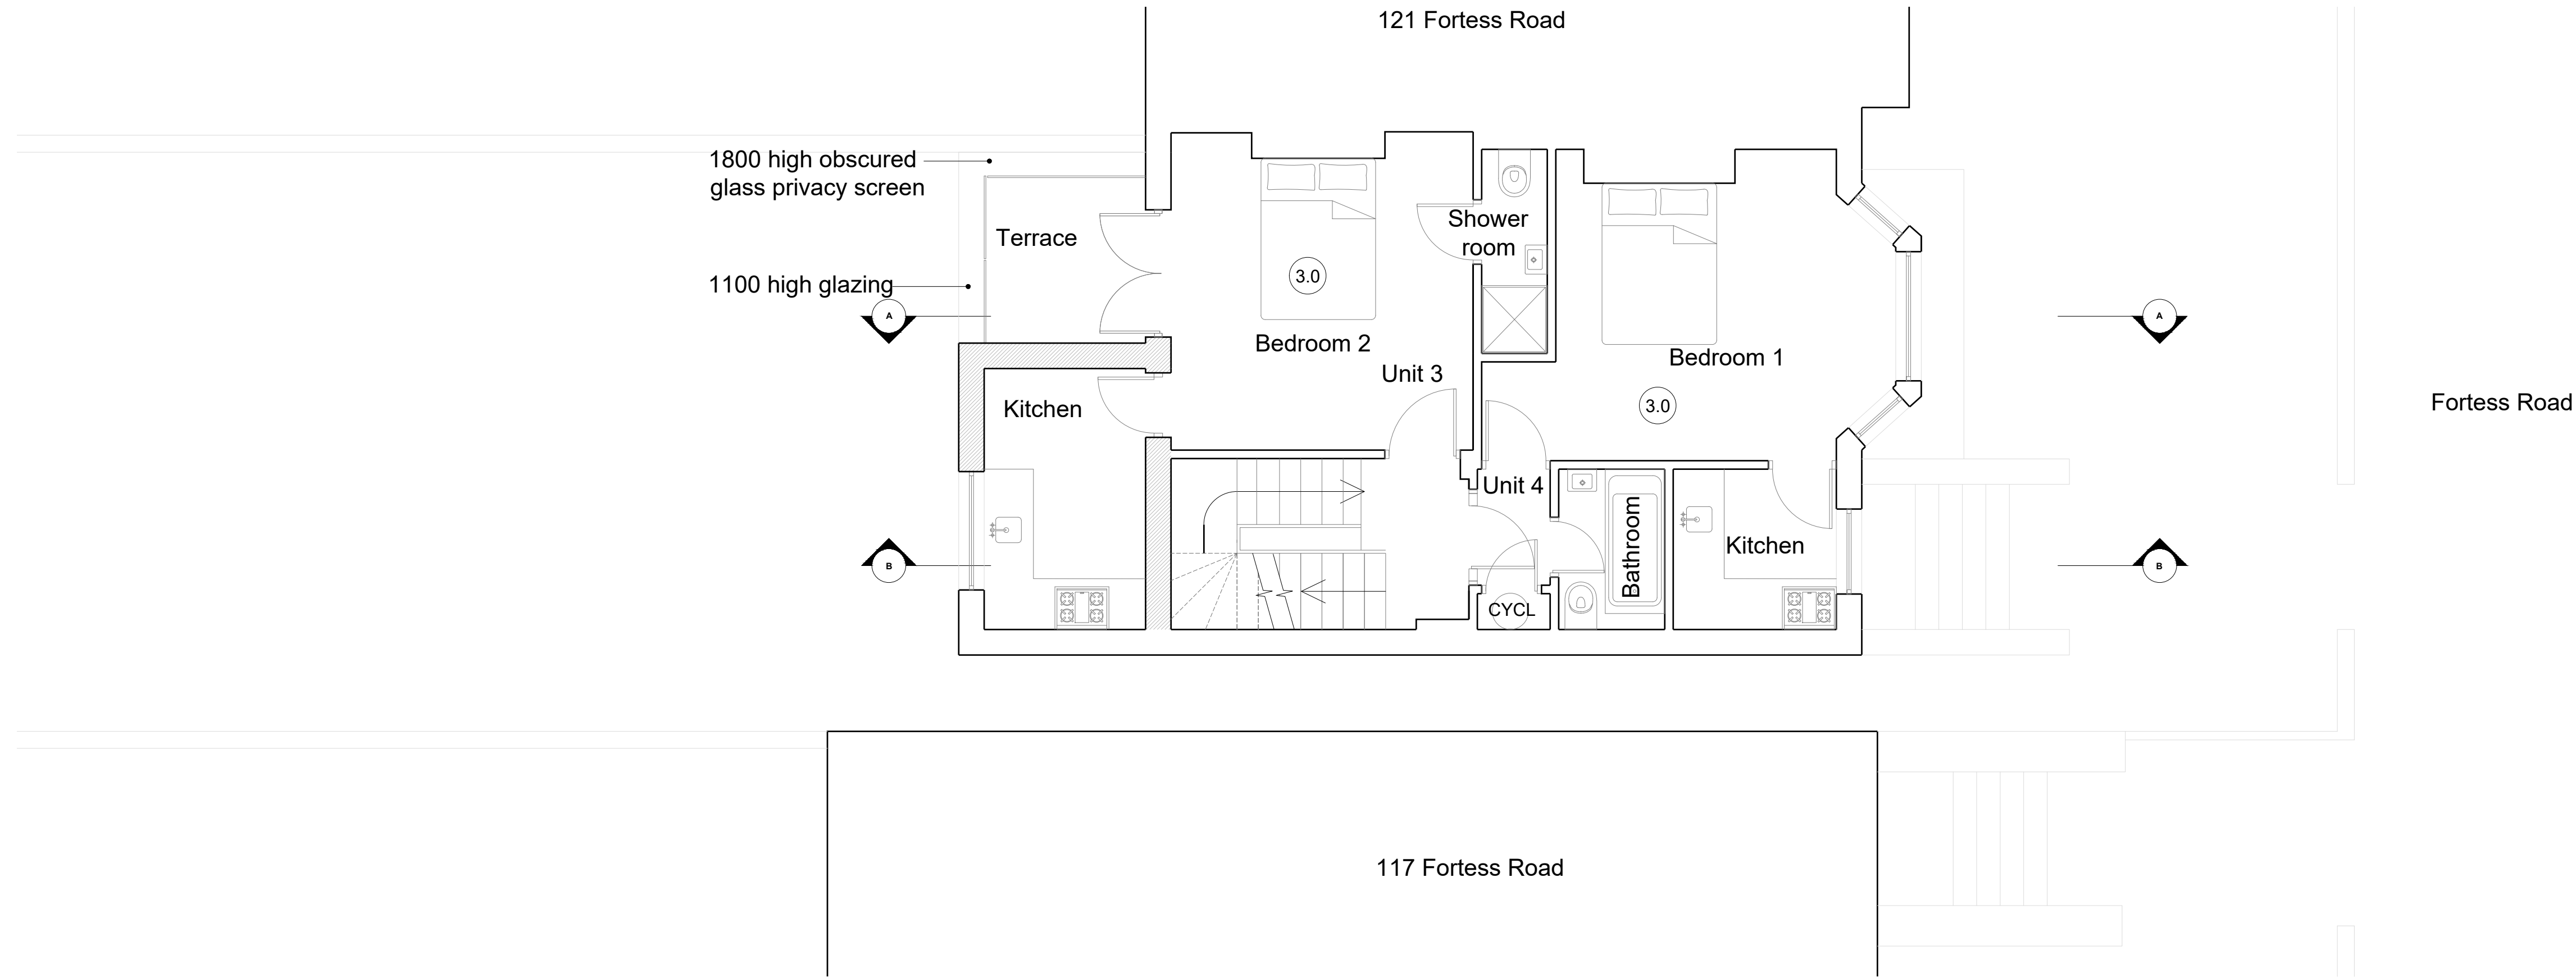 121 Fortess Road
1800 high obscured
glass privacy screen
Terrace
1100 high glazing
A
Shower
room
3.0
Bedroom 2
Unit 3
Bedroom 1
3.0
A
Fortess Road
Kitchen
Unit 4
Bathroom
Kitchen
B
CYCL
B
117 Fortess Road